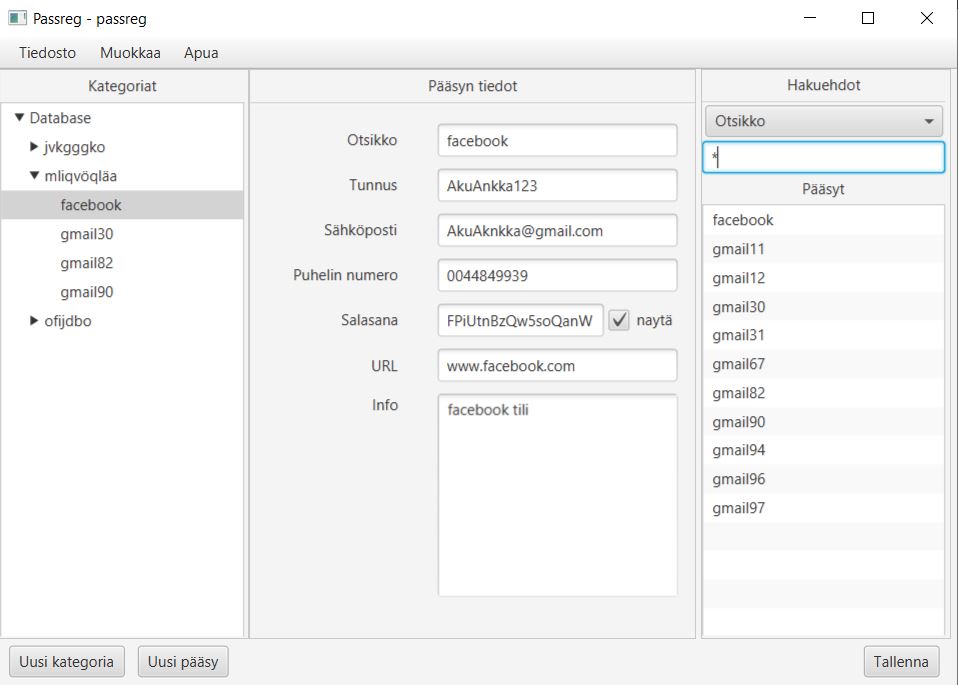 Passreg - passreg
Tiedosto Muokkaa Apua
Kategoriat
Database
jvkgggko
mliqvöqläa
facebook
gmail30
gmail82
gmail90
ofijdbo
Pääsyn tiedot
Otsikko facebook
Tunnus AkuAnkka123
Sähköposti AkuAknkka@gmail.com
Puhelin numero 0044849939
Salasana FPiUtnBzQw5soQanW naytä
URL www.facebook.com
Info facebook tili
Hakuehdot
Otsikko
*
Pääsyt
facebook
gmail11
gmail12
gmail30
gmail31
gmail67
gmail82
gmail90
gmail94
gmail96
gmail97
Uusi kategoria Uusi pääsy Tallenna